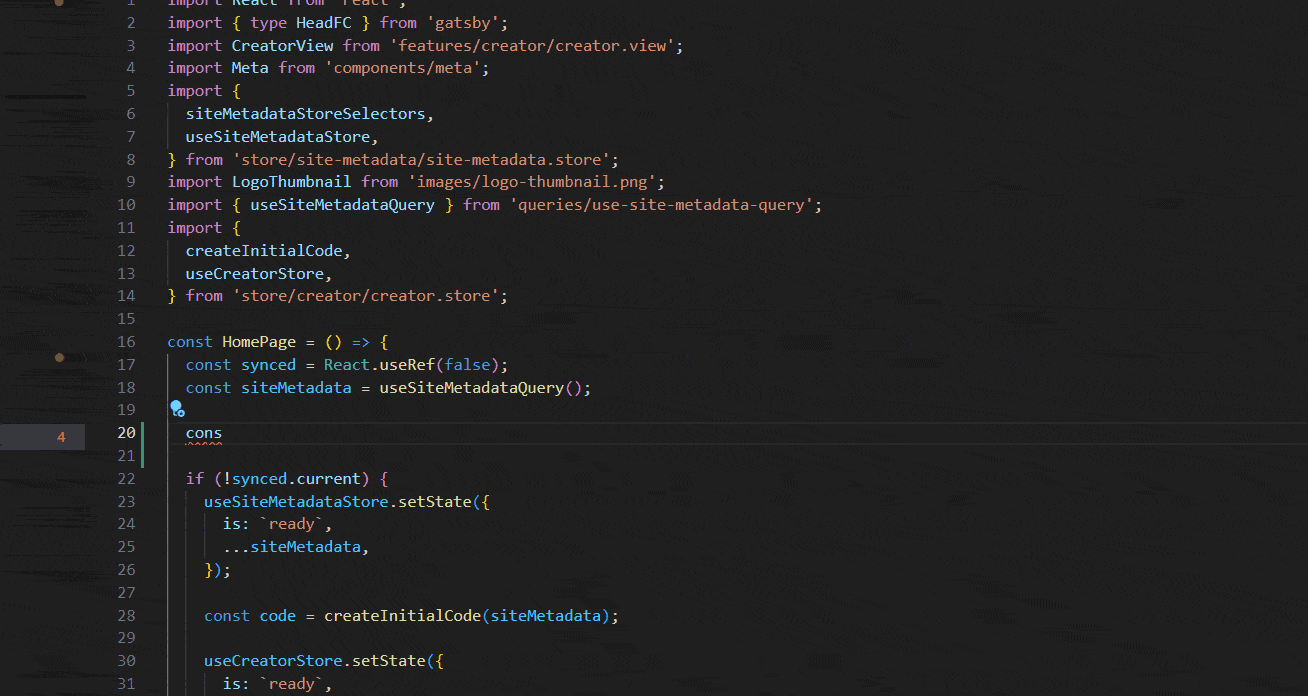 1 import React from 'react';
2 import { type HeadFC } from 'gatsby';
3 import CreatorView from 'features/creator/creator.view';
4 import Meta from 'components/meta';
5 import {
6 siteMetadataStoreSelectors,
7 useSiteMetadataStore,
8 } from 'store/site-metadata/site-metadata.store';
9 import LogoThumbnail from 'images/logo-thumbnail.png';
10 import { useSiteMetadataQuery } from 'queries/use-site-metadata-query';
11 import {
12 createInitialCode,
13 useCreatorStore,
14 } from 'store/creator/creator.store';
15
16 const HomePage = () => {
17 const synced = React.useRef(false);
18 const siteMetadata = useSiteMetadataQuery();
19
4 20 cons
21
22 if (!synced.current) {
23 useSiteMetadataStore.setState({
24 is: `ready`,
25 ...siteMetadata,
26 });
27
28 const code = createInitialCode(siteMetadata);
29
30 useCreatorStore.setState({
31 is: `ready`,